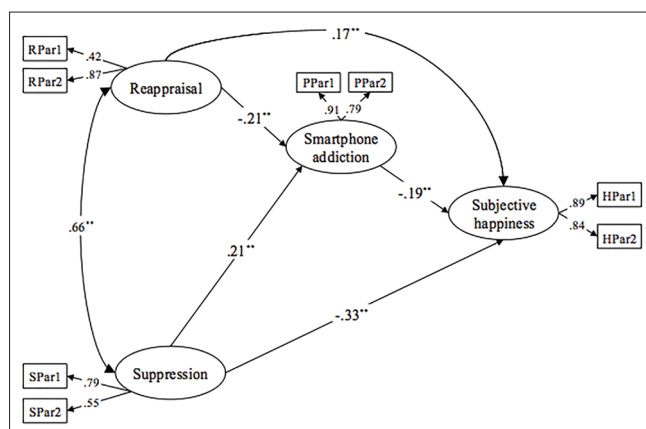 RPar1
.42
RPar2
.87
Reappraisal
.17**
PPar1
PPar2
.91
.79
-.21**
Smartphone
addiction
-.19**
Subjective
happiness
.89
HPar1
.84
HPar2
.66**
.21**
-.33**
SPar1
.79
Suppression
SPar2
.55